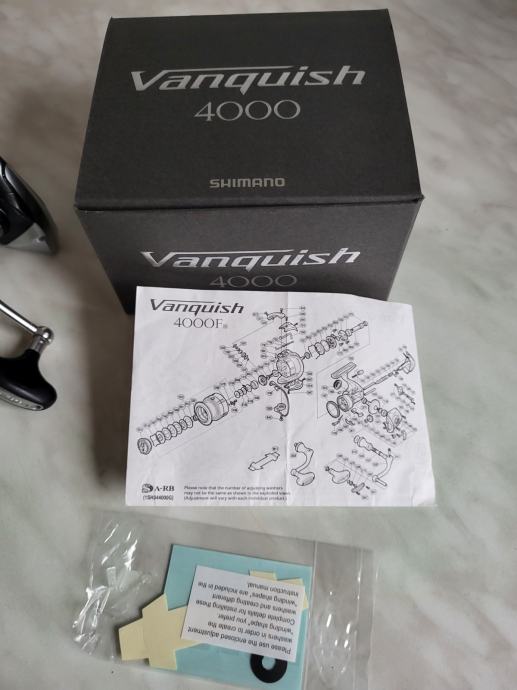 Vanquish
4000
SHIMANO
Vanquish
4000
Vanquish
4000F
A-RB
Please note that the number of adjusting washers
may not be the same as shown in the exploded views.
(Adjustment will vary with each individual product.)
Please use the enclosed adjustment
washers in order to create the
"winding shape" you prefer.
Complete details for installing these
washers and creating different
"winding shapes" are included in the
instruction manual.